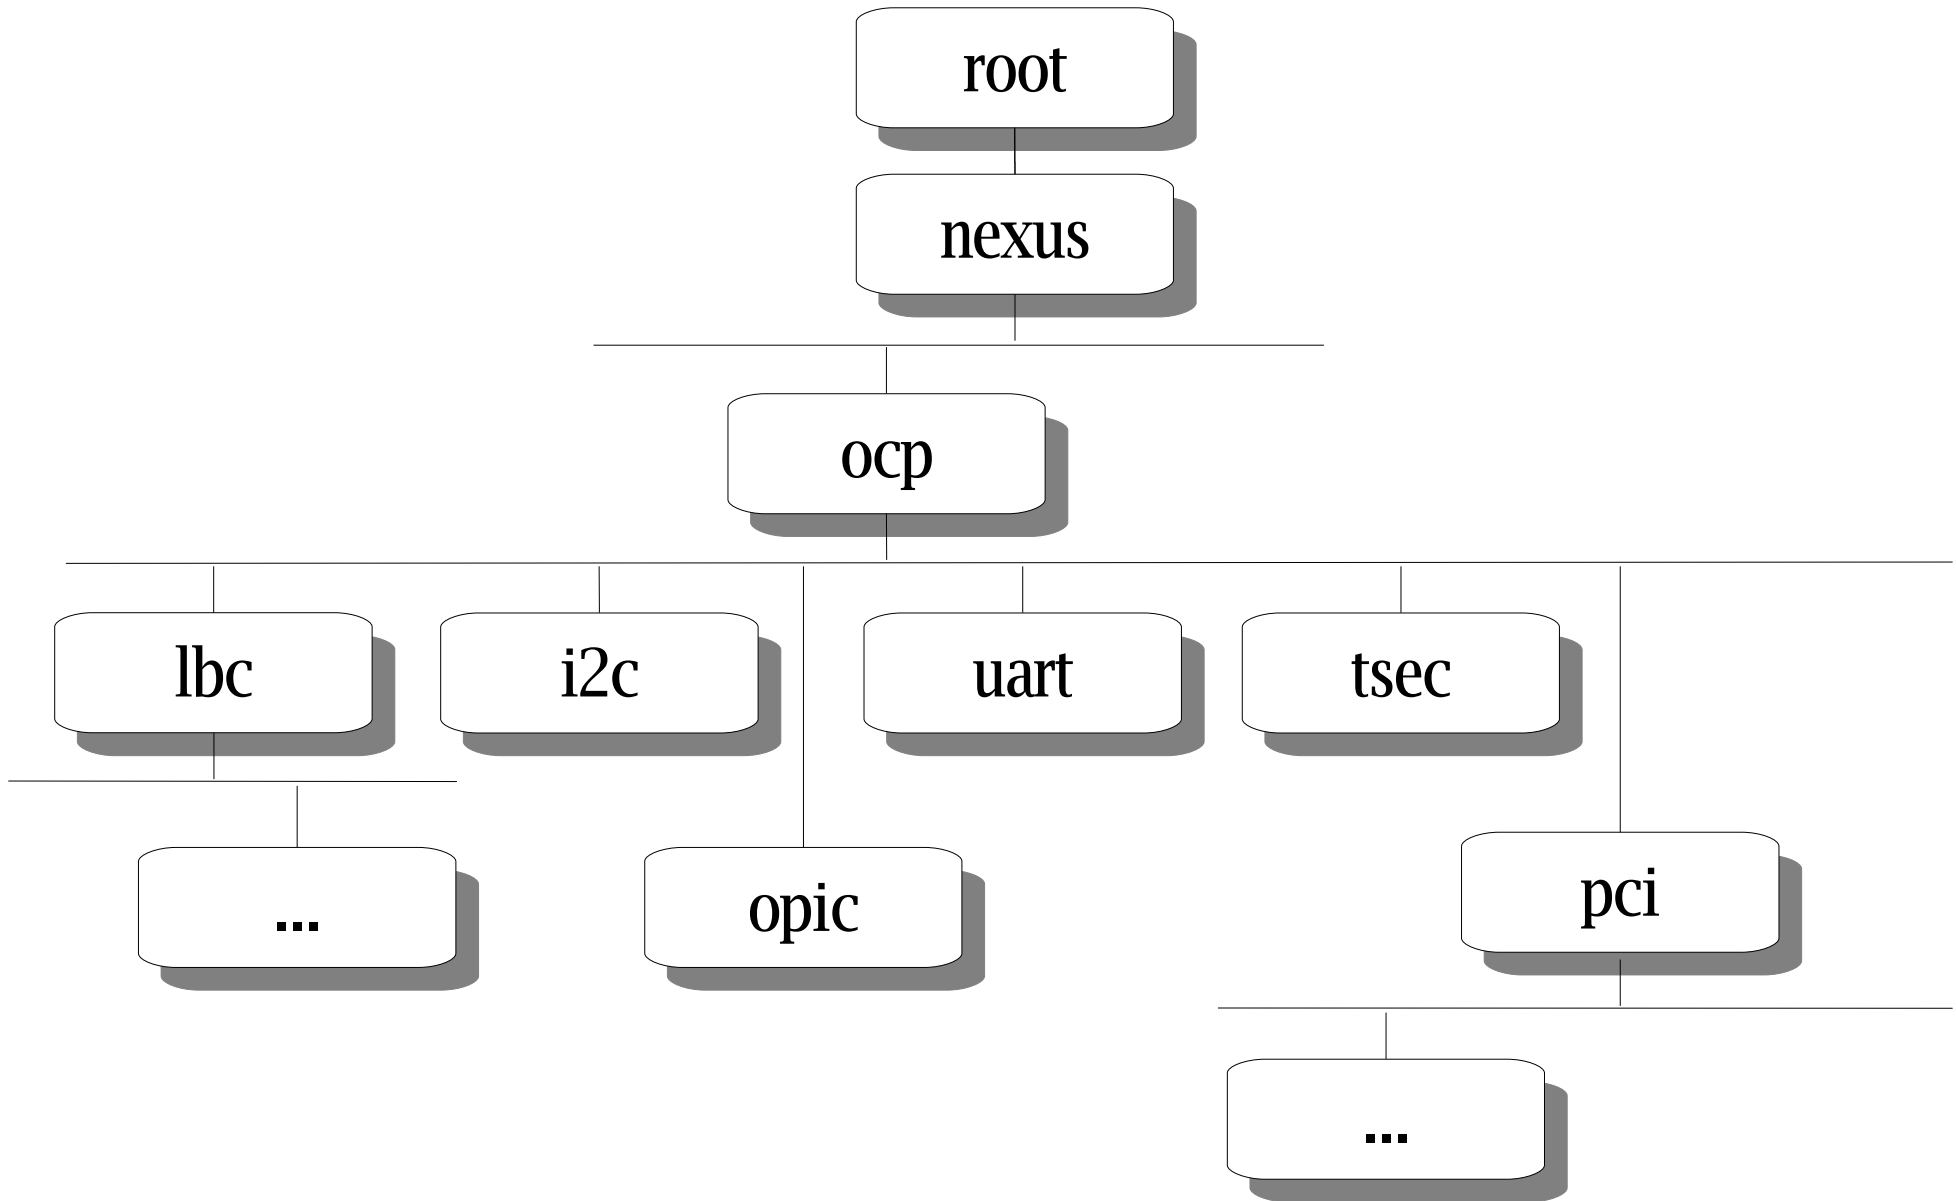 root
nexus
ocp
lbc
i2c
uart
tsec
...
opic
pci
...